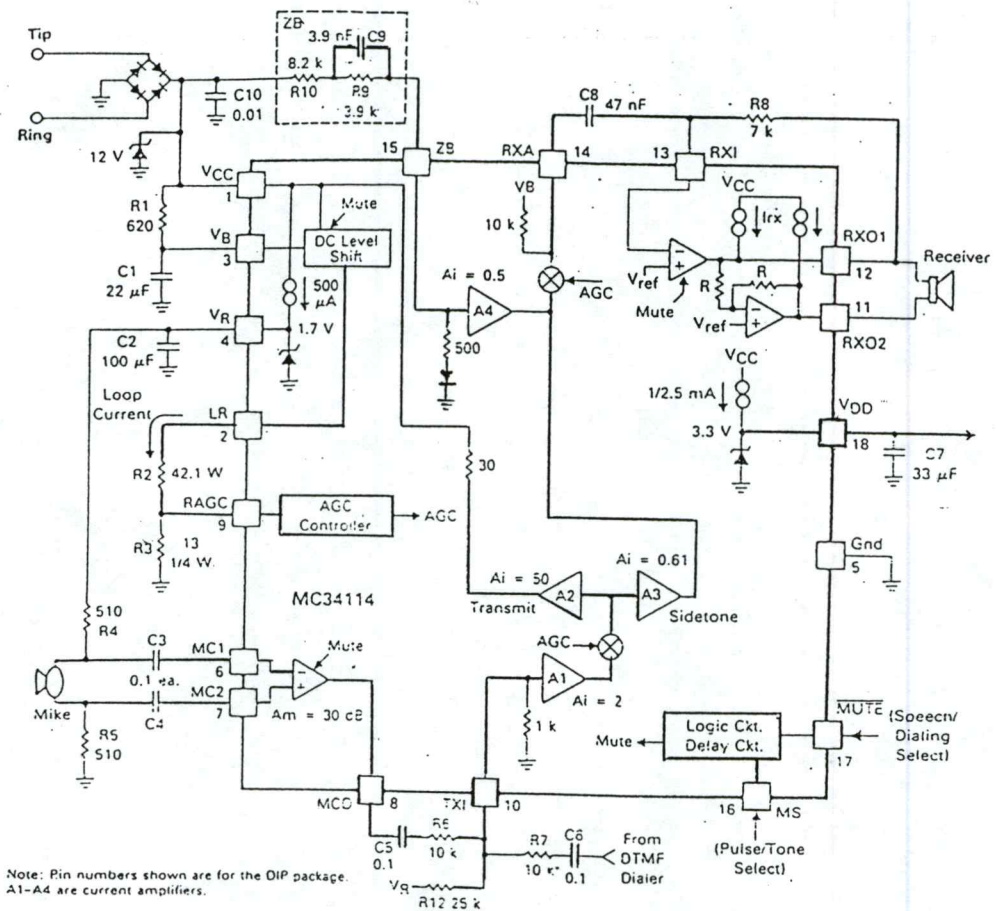 Tip
Ring
12 V
C10
0.01
ZB
3.9 nF C9
8.2 k
R10
R9
3.9 k
C8 47 nF
R8
7 k
15 ZB
RXA 14
13 RXI
VCC
1
R1
620
VB
3
C1
22 µF
Mute
DC Level
Shift
500
µA
1.7 V
VR
4
C2
100 µF
Loop
Current
LR
2
R2 42.1 W
RAGC
9
R3 13
1/4 W.
AGC
Controller
AGC
MC34114
VB
10 k
Ai = 0.5
A4
500
AGC
30
VCC
Irx
Vref
Mute
R
R
Vref
RXO1
12
Receiver
11
RXO2
VCC
1/2.5 mA
3.3 V
VDD
18
C7
33 µF
Gnd
5
Ai = 50
Ai = 0.61
A2
A3
Transmit
Sidetone
AGC
A1
Ai = 2
1 k
510
R4
C3
0.1 ea.
C4
Mike
R5
510
MC1
6
MC2
7
Mute
Am = 30 dB
Logic Ckt.
Delay Ckt.
Mute
MUTE
(Speech/
Dialing
Select)
17
16 MS
(Pulse/Tone
Select)
MCO 8
TXI 10
C5
0.1
R6
10 k
R7
10 k
C6
0.1
From
DTMF
Dialer
R12 25 k
Note: Pin numbers shown are for the DIP package.
A1-A4 are current amplifiers.